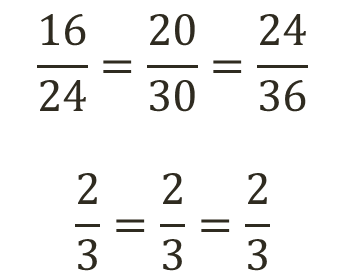 16/24 = 20/30 = 24/36
2/3 = 2/3 = 2/3